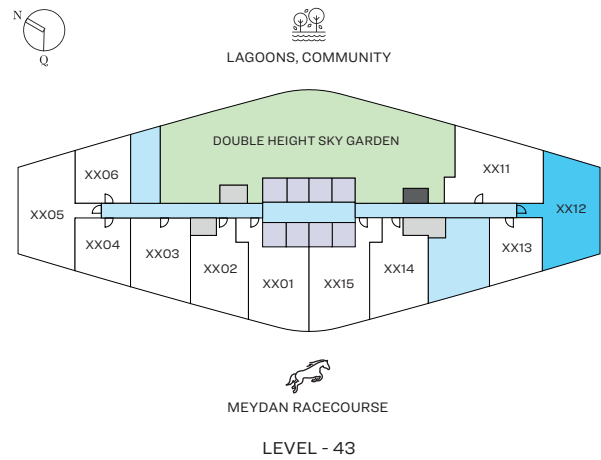 N
Q
LAGOONS, COMMUNITY
DOUBLE HEIGHT SKY GARDEN
XX06
XX11
XX05
XX12
XX04
XX03
XX13
XX02
XX14
XX01
XX15
MEYDAN RACECOURSE
LEVEL - 43